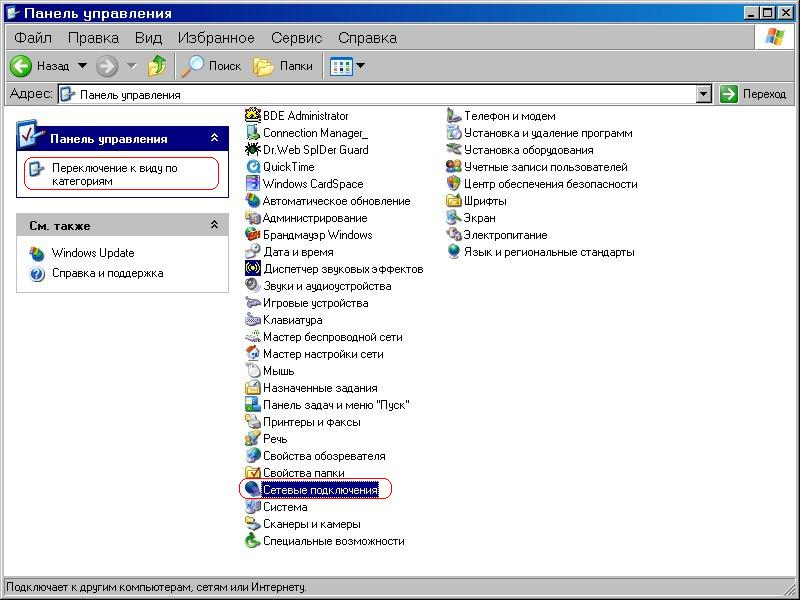 Панель управления
Файл Правка Вид Избранное Сервис Справка
Назад Поиск Папки
Адрес: Панель управления Переход
Панель управления
Переключение к виду по
категориям
См. также
Windows Update
Справка и поддержка
BDE Administrator
Connection Manager_
Dr.Web SpIDer Guard
QuickTime
Windows CardSpace
Автоматическое обновление
Администрирование
Брандмауэр Windows
Дата и время
Диспетчер звуковых эффектов
Звуки и аудиоустройства
Игровые устройства
Клавиатура
Мастер беспроводной сети
Мастер настройки сети
Мышь
Назначенные задания
Панель задач и меню "Пуск"
Принтеры и факсы
Речь
Свойства обозревателя
Свойства папки
Сетевые подключения
Система
Сканеры и камеры
Специальные возможности
Телефон и модем
Установка и удаление программ
Установка оборудования
Учетные записи пользователей
Центр обеспечения безопасности
Шрифты
Экран
Электропитание
Язык и региональные стандарты
Подключает к другим компьютерам, сетям или Интернету.